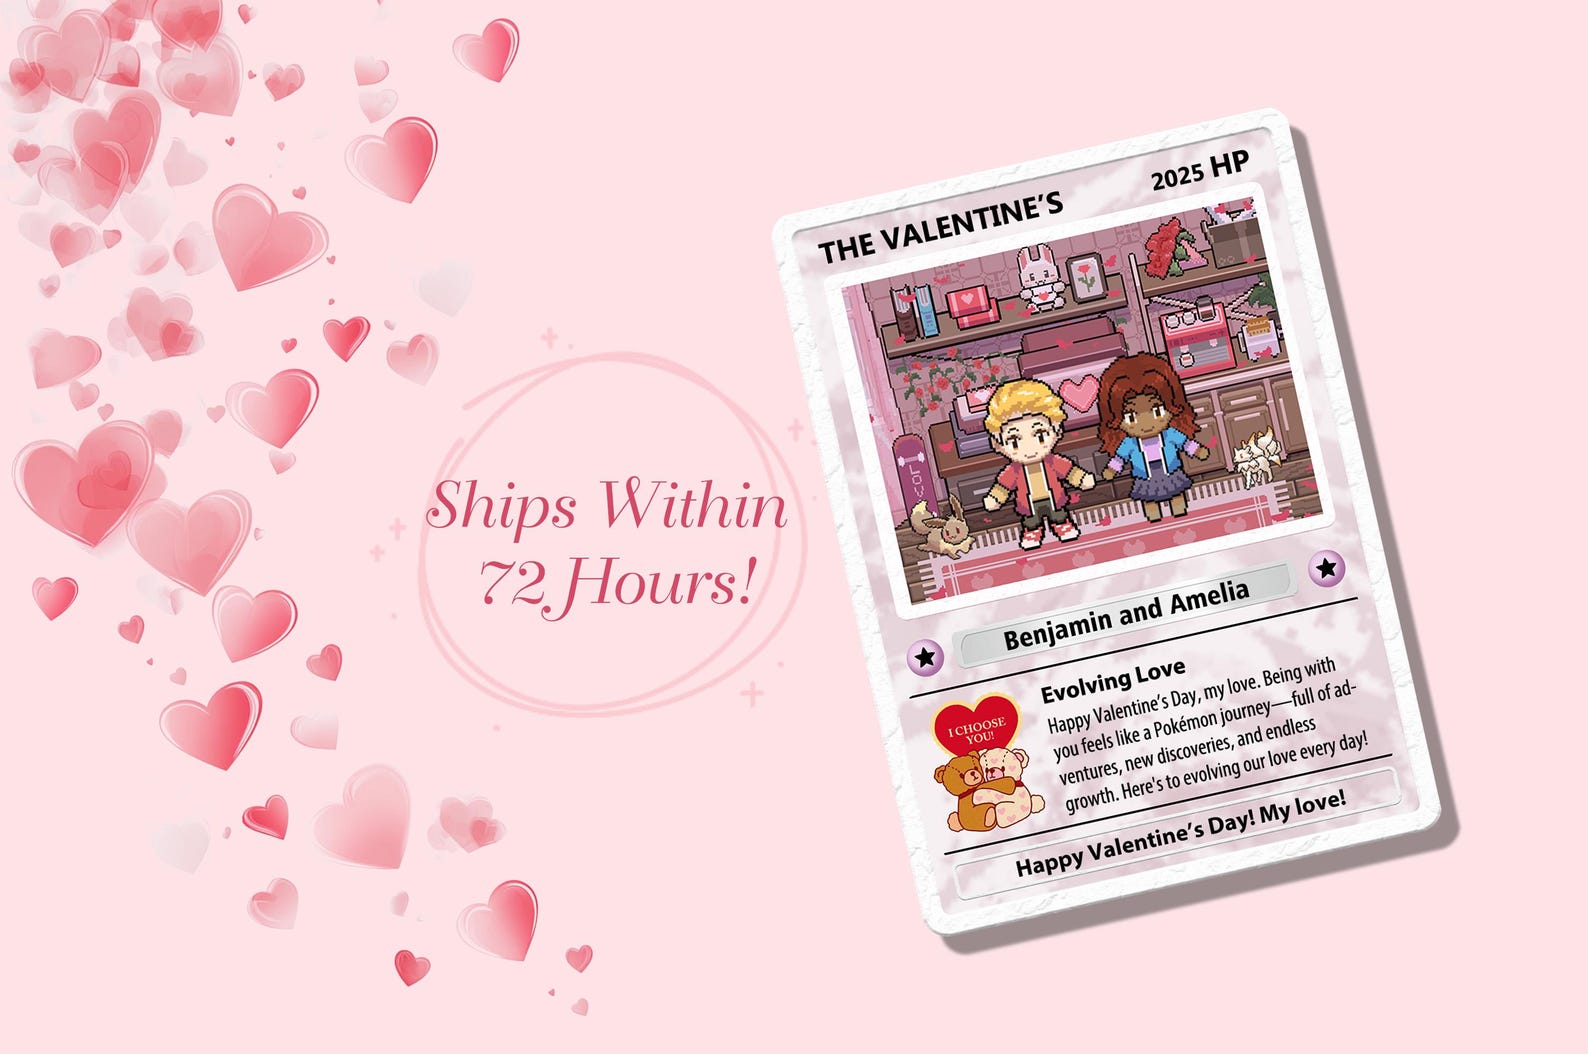 Ships Within
72 Hours!
THE VALENTINE'S
2025 HP
LOV
Benjamin and Amelia
Evolving Love
I CHOOSE
YOU!
Happy Valentine's Day, my love. Being with
you feels like a Pokémon journey—full of ad-
ventures, new discoveries, and endless
growth. Here's to evolving our love every day!
Happy Valentine's Day! My love!